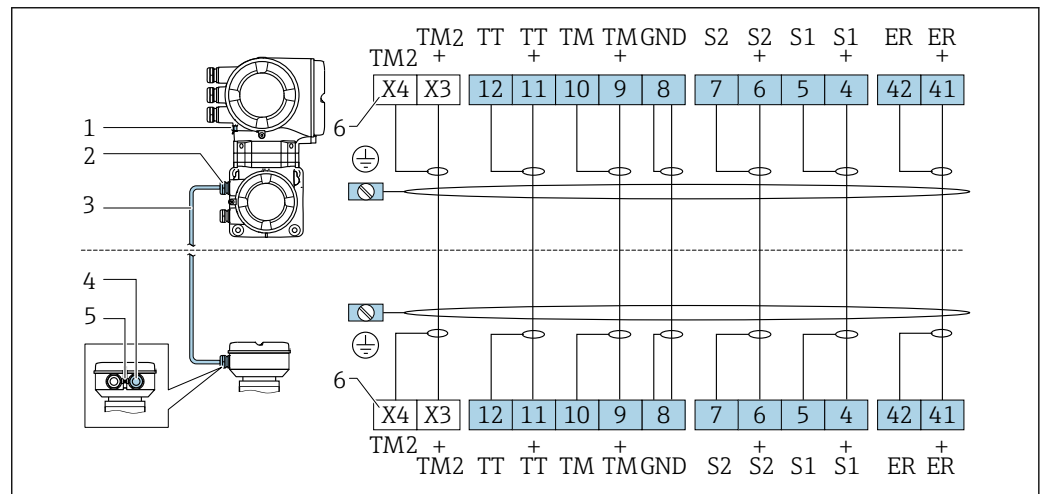 TM2 TT TT TM TM GND S2 S2 S1 S1 ER ER
+ + + + + +
TM2
X4 X3 12 11 10 9 8 7 6 5 4 42 41
6
1
2
3
4
5
6
X4 X3 12 11 10 9 8 7 6 5 4 42 41
TM2
+ + + + + +
TM2 TT TT TM TM GND S2 S2 S1 S1 ER ER